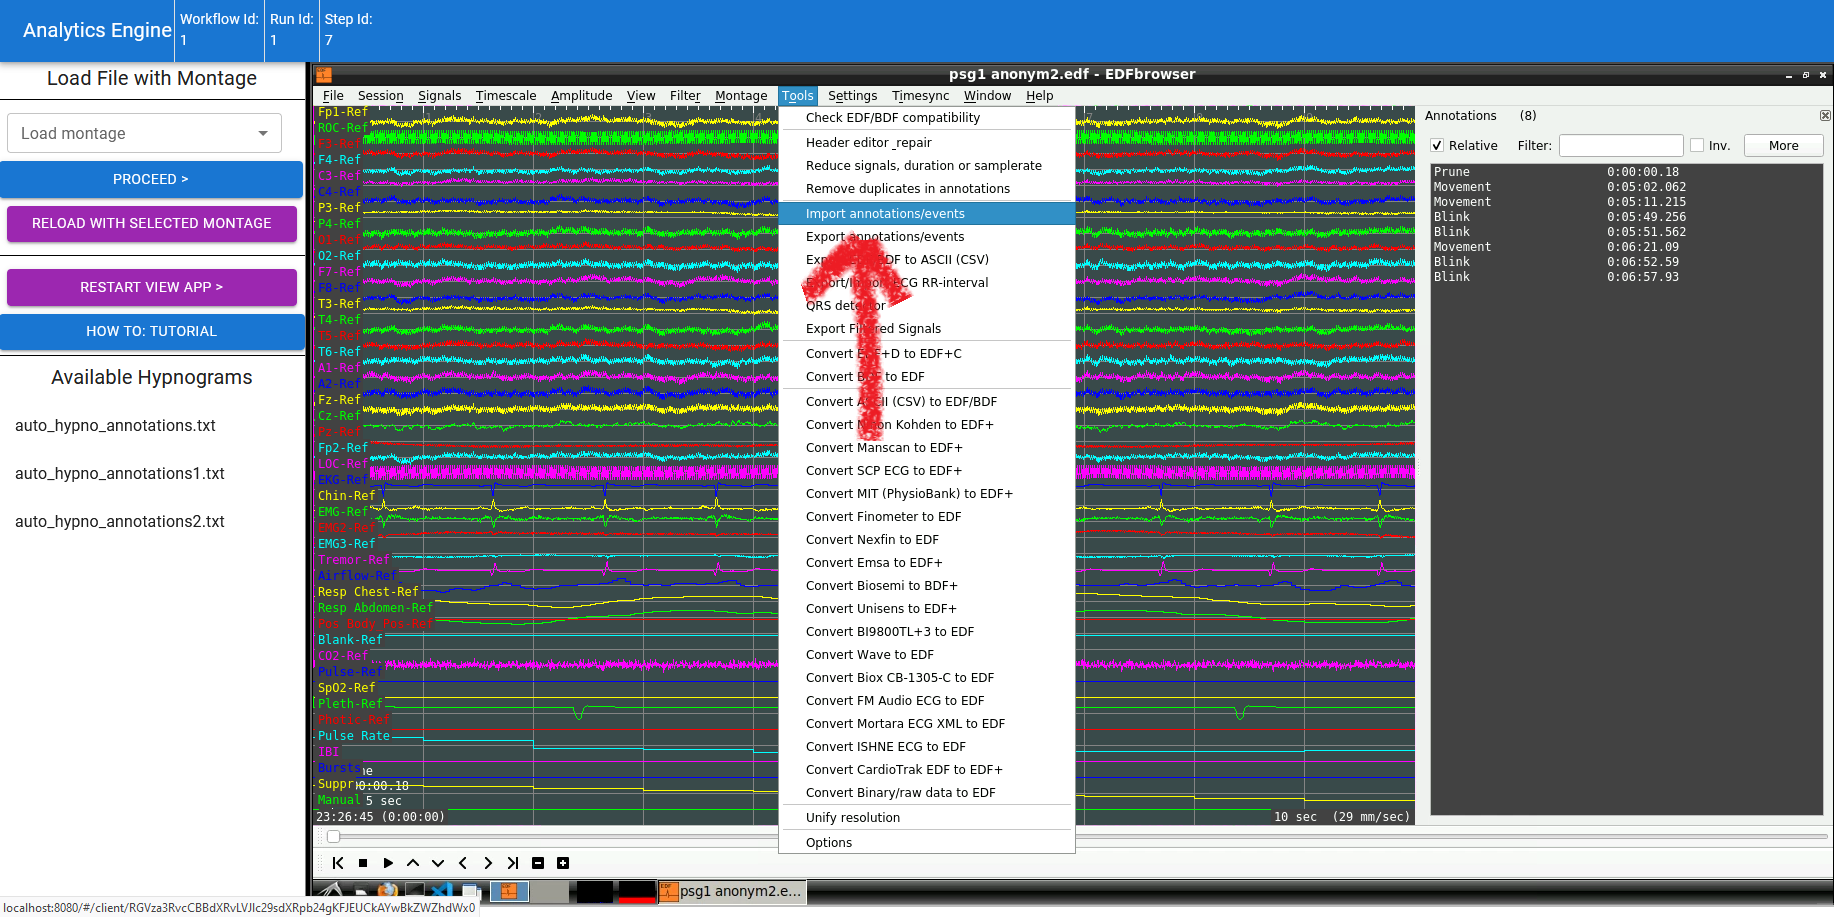 Analytics Engine
Workflow Id:
1
Run Id:
1
Step Id:
7
Load File with Montage
Load montage
PROCEED >
RELOAD WITH SELECTED MONTAGE
RESTART VIEW APP >
HOW TO: TUTORIAL
Available Hypnograms
auto_hypno_annotations.txt
auto_hypno_annotations1.txt
auto_hypno_annotations2.txt
psg1 anonym2.edf - EDFbrowser
File Session Signals Timescale Amplitude View Filter Montage Tools Settings Timesync Window Help
Fp1-Ref
ROC-Ref
F3-Ref
F4-Ref
C3-Ref
C4-Ref
P3-Ref
P4-Ref
O1-Ref
O2-Ref
F7-Ref
F8-Ref
T3-Ref
T4-Ref
T5-Ref
T6-Ref
A1-Ref
A2-Ref
Fz-Ref
Cz-Ref
Pz-Ref
Fp2-Ref
LOC-Ref
EKG-Ref
Chin-Ref
EMG-Ref
EMG2-Ref
EMG3-Ref
Tremor-Ref
Airflow-Ref
Resp Chest-Ref
Resp Abdomen-Ref
Pos Body Pos-Ref
Blank-Ref
CO2-Ref
Pulse-Ref
SpO2-Ref
Pleth-Ref
Photic-Ref
Pulse Rate
IBI
Bursts
Suppr
0:00.18
Manual 5 sec
23:26:45 (0:00:00)
10 sec (29 mm/sec)
Check EDF/BDF compatibility
Header editor _repair
Reduce signals, duration or samplerate
Remove duplicates in annotations
Import annotations/events
Export annotations/events
DF to ASCII (CSV)
ECG RR-interval
QRS detector
Export Filtered Signals
Convert EDF+D to EDF+C
Convert BDF to EDF
Convert ASCII (CSV) to EDF/BDF
Convert Nihon Kohden to EDF+
Convert Manscan to EDF+
Convert SCP ECG to EDF+
Convert MIT (PhysioBank) to EDF+
Convert Finometer to EDF
Convert Nexfin to EDF
Convert Emsa to EDF+
Convert Biosemi to BDF+
Convert Unisens to EDF+
Convert BI9800TL+3 to EDF
Convert Wave to EDF
Convert Biox CB-1305-C to EDF
Convert FM Audio ECG to EDF
Convert Mortara ECG XML to EDF
Convert ISHNE ECG to EDF
Convert CardioTrak EDF to EDF+
Convert Binary/raw data to EDF
Unify resolution
Options
Annotations (8)
Relative Filter: Inv. More
Prune 0:00:00.18
Movement 0:05:02.062
Movement 0:05:11.215
Blink 0:05:49.256
Blink 0:05:51.562
Movement 0:06:21.09
Blink 0:06:52.59
Blink 0:06:57.93
psg1 anonym2.e...
localhost:8080/#/client/RGVza3RvcCBBdXRvLVJlc29sdXRpb24gKFJEUCkAYwBkZWZhdWx0